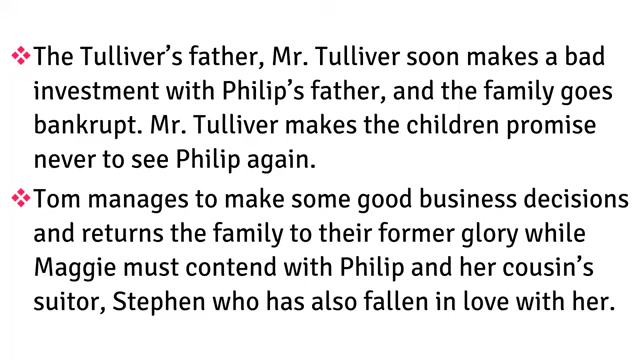 ❖The Tulliver’s father, Mr. Tulliver soon makes a bad
investment with Philip’s father, and the family goes
bankrupt. Mr. Tulliver makes the children promise
never to see Philip again.
❖Tom manages to make some good business decisions
and returns the family to their former glory while
Maggie must contend with Philip and her cousin’s
suitor, Stephen who has also fallen in love with her.